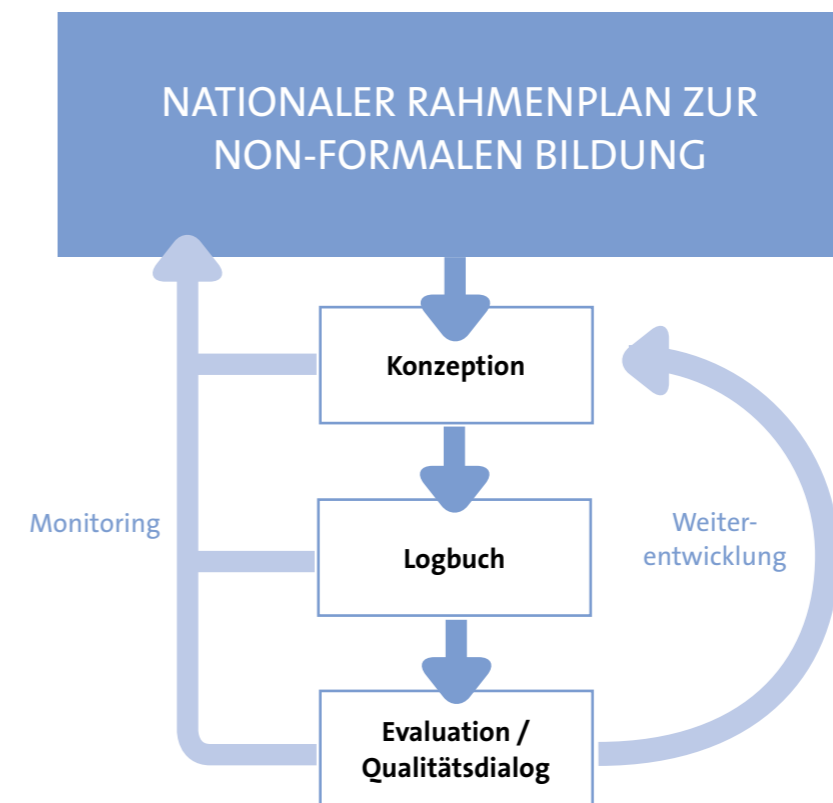 NATIONALER RAHMENPLAN ZUR
NON-FORMALEN BILDUNG
Konzeption
Monitoring
Logbuch
Weiter-
entwicklung
Evaluation /
Qualitätsdialog